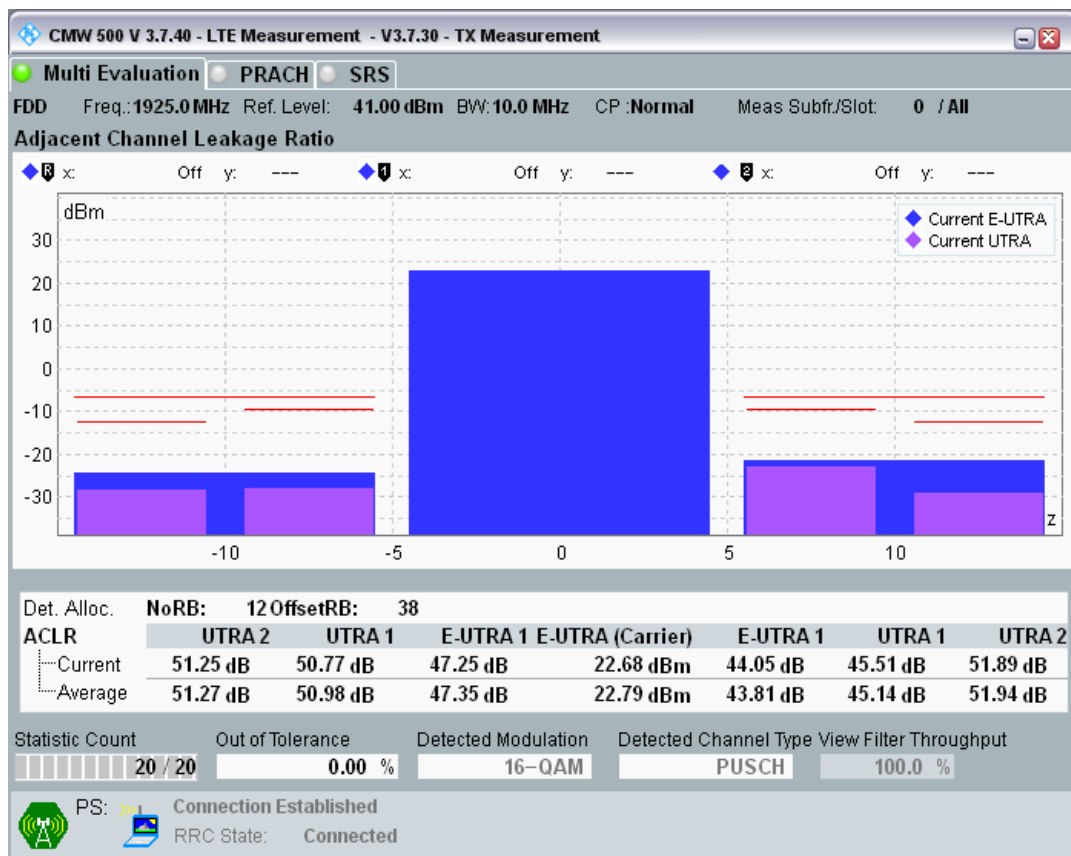 CMW 500 V 3.7.40 - LTE Measurement - V3.7.30 - TX Measurement
Multi Evaluation PRACH SRS
FDD Freq.: 1925.0 MHz Ref. Level: 41.00 dBm BW: 10.0 MHz CP :Normal Meas Subfr./Slot: 0 / All
Adjacent Channel Leakage Ratio
R x: Off y: --- 1 x: Off y: --- 2 x: Off y: ---
dBm
Current E-UTRA
Current UTRA
30
20
10
0
-10
-20
-30
z
-10 -5 0 5 10
Det. Alloc. NoRB: 12 OffsetRB: 38
ACLR UTRA 2 UTRA 1 E-UTRA 1 E-UTRA (Carrier) E-UTRA 1 UTRA 1 UTRA 2
Current 51.25 dB 50.77 dB 47.25 dB 22.68 dBm 44.05 dB 45.51 dB 51.89 dB
Average 51.27 dB 50.98 dB 47.35 dB 22.79 dBm 43.81 dB 45.14 dB 51.94 dB
Statistic Count Out of Tolerance Detected Modulation Detected Channel Type View Filter Throughput
20 / 20 0.00 % 16-QAM PUSCH 100.0 %
PS: Connection Established
RRC State: Connected